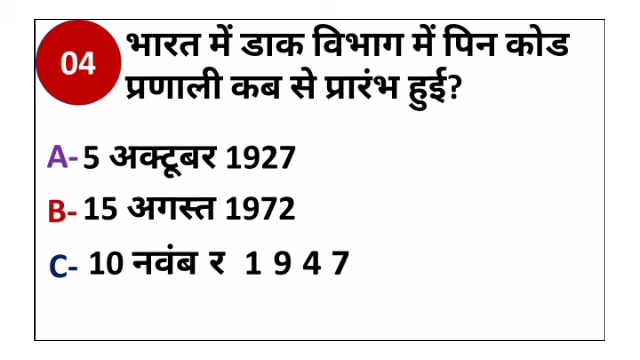 04
भारत में डाक विभाग में पिन कोड
प्रणाली कब से प्रारंभ हुई?
A- 5 अक्टूबर 1927
B- 15 अगस्त 1972
C- 10 नवंब र 1 9 4 7